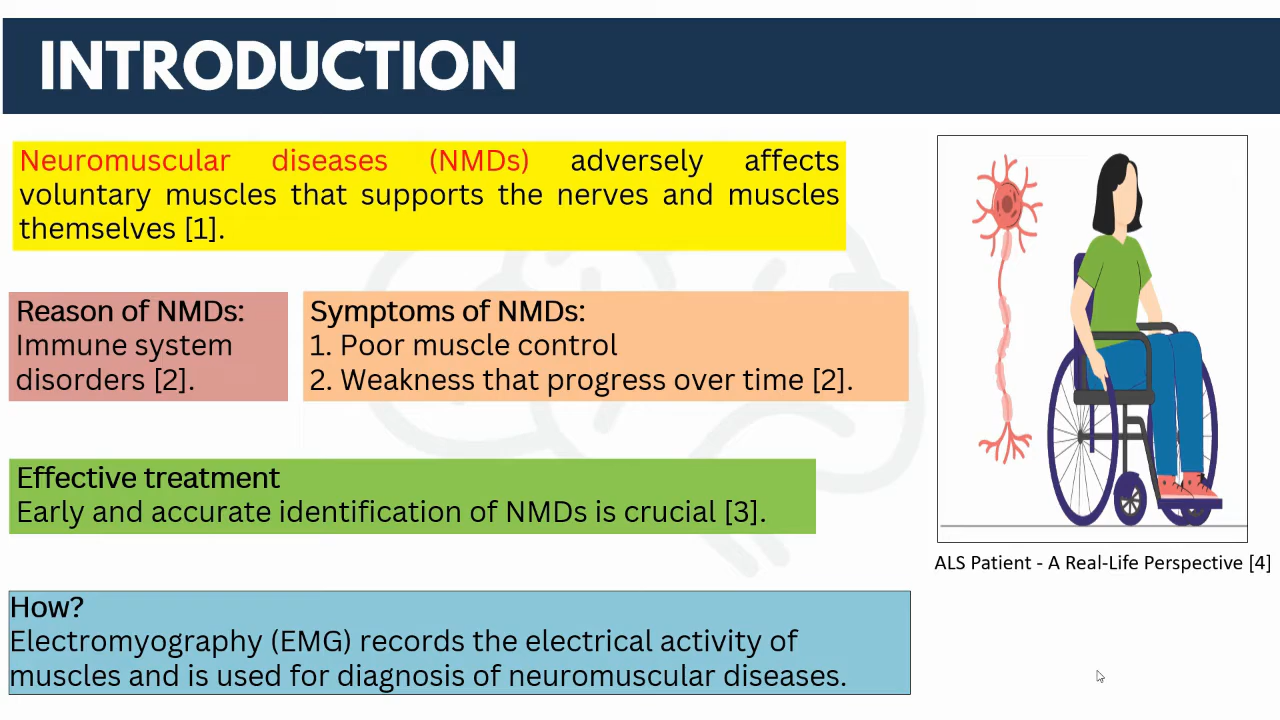 INTRODUCTION
Neuromuscular diseases (NMDs) adversely affects
voluntary muscles that supports the nerves and muscles
themselves [1].
Reason of NMDs:
Immune system
disorders [2].
Symptoms of NMDs:
1. Poor muscle control
2. Weakness that progress over time [2].
Effective treatment
Early and accurate identification of NMDs is crucial [3].
How?
Electromyography (EMG) records the electrical activity of
muscles and is used for diagnosis of neuromuscular diseases.
ALS Patient - A Real-Life Perspective [4]